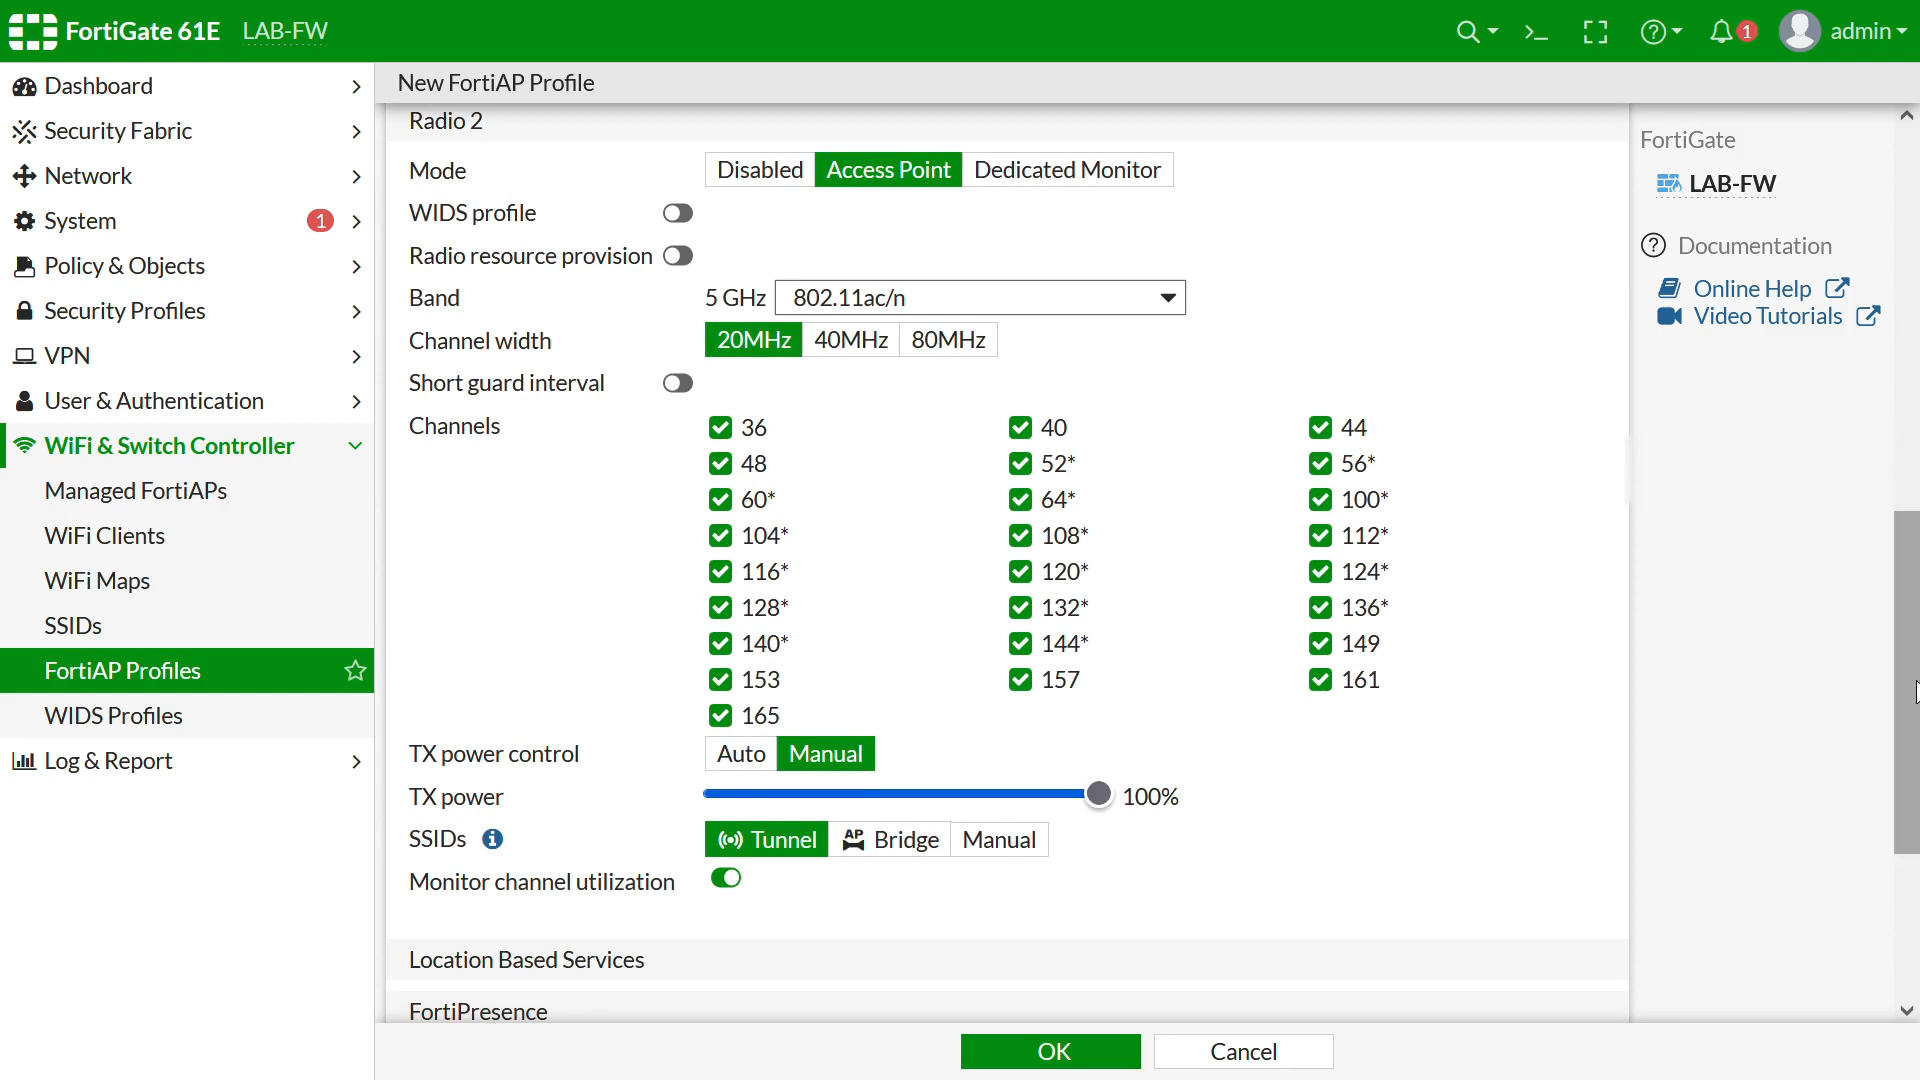 FortiGate 61E LAB-FW
1 admin
Dashboard
Security Fabric
Network
System 1
Policy & Objects
Security Profiles
VPN
User & Authentication
WiFi & Switch Controller
Managed FortiAPs
WiFi Clients
WiFi Maps
SSIDs
FortiAP Profiles
WIDS Profiles
Log & Report
New FortiAP Profile
Radio 2
Mode Disabled Access Point Dedicated Monitor
WIDS profile
Radio resource provision
Band 5 GHz 802.11ac/n
Channel width 20MHz 40MHz 80MHz
Short guard interval
Channels 36 40 44
48 52* 56*
60* 64* 100*
104* 108* 112*
116* 120* 124*
128* 132* 136*
140* 144* 149
153 157 161
165
TX power control Auto Manual
TX power 100%
SSIDs Tunnel AP Bridge Manual
Monitor channel utilization
Location Based Services
FortiPresence
OK Cancel
FortiGate
LAB-FW
Documentation
Online Help
Video Tutorials